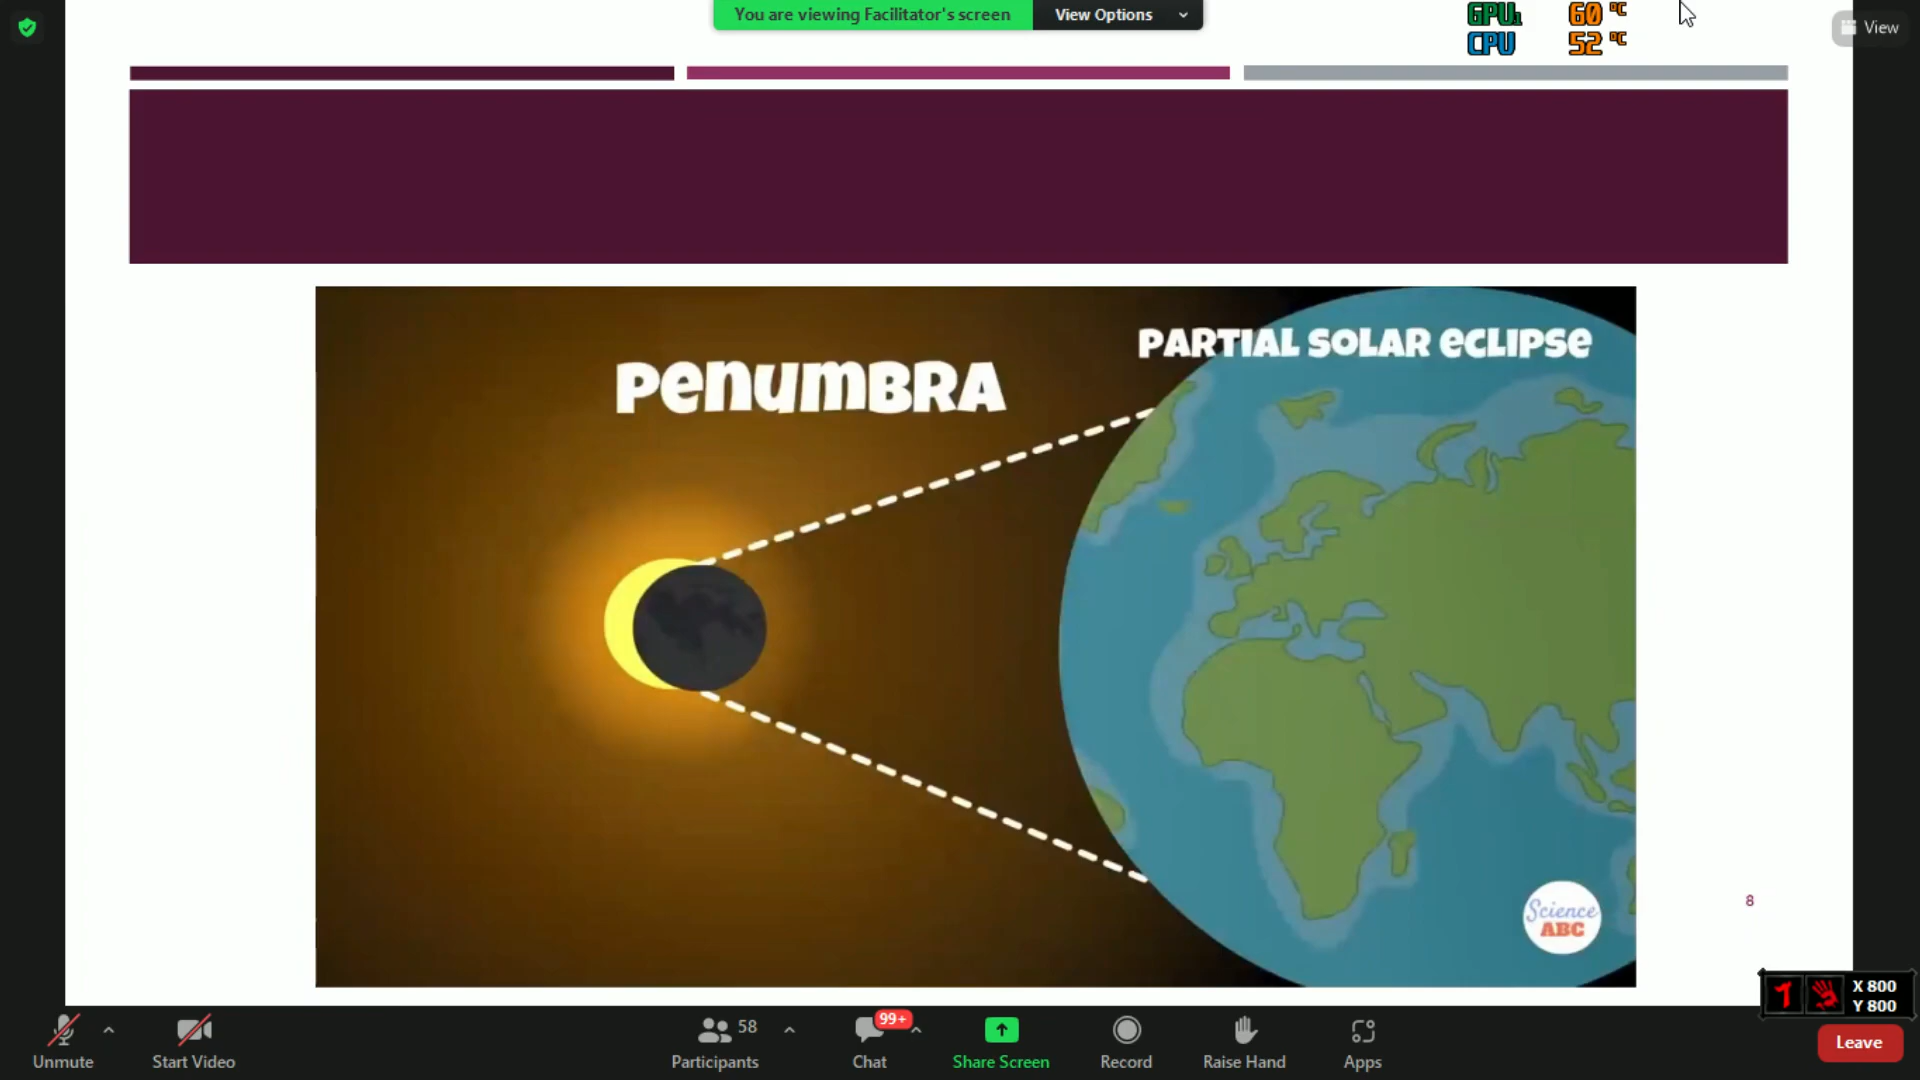 You are viewing Facilitator's screen
View Options
GPU1 60 °C
CPU 52 °C
View
PARTIAL SOLAR ECLIPSE
PENUMBRA
8
Science
ABC
X 800
Y 800
58
99+
Unmute
Start Video
Participants
Chat
Share Screen
Record
Raise Hand
Apps
Leave